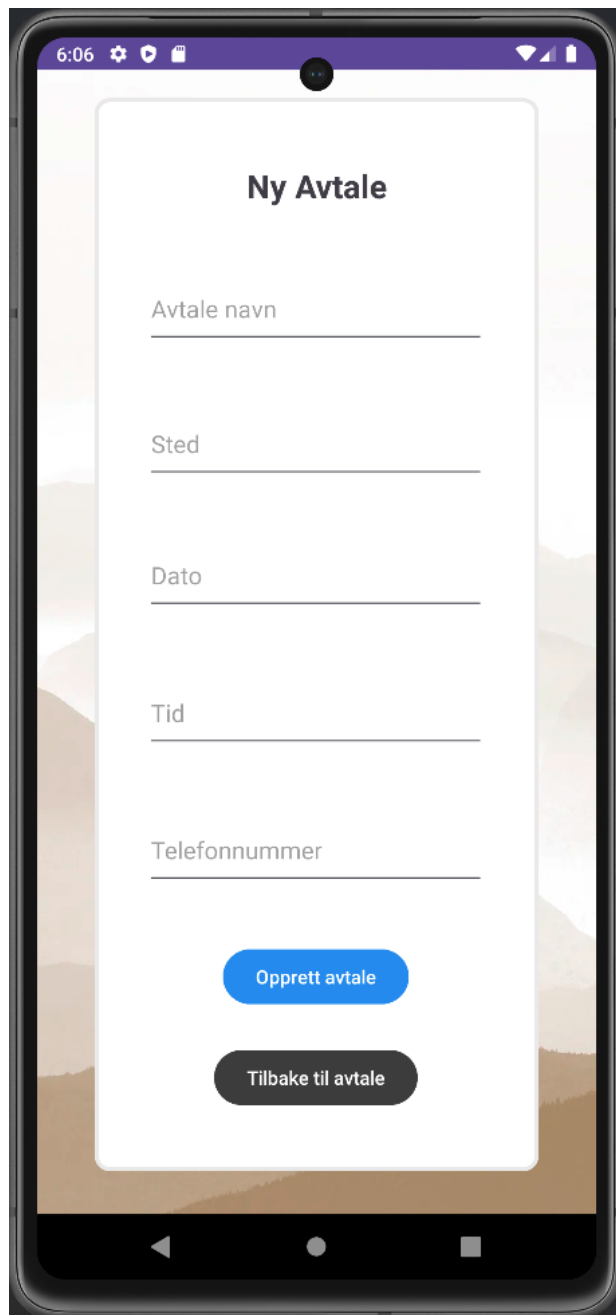 6:06
Ny Avtale
Avtale navn
Sted
Dato
Tid
Telefonnummer
Opprett avtale
Tilbake til avtale